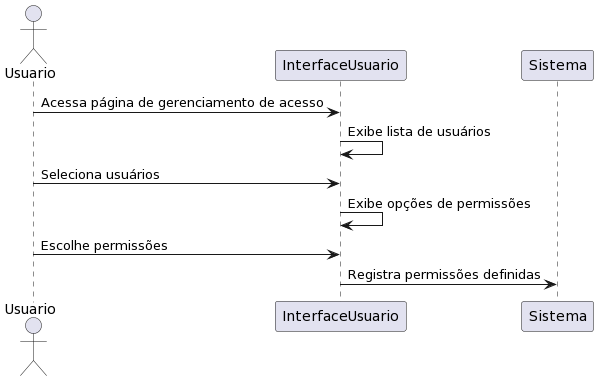 Usuario
InterfaceUsuario
Sistema
Acessa página de gerenciamento de acesso
Exibe lista de usuários
Seleciona usuários
Exibe opções de permissões
Escolhe permissões
Registra permissões definidas
Usuario
InterfaceUsuario
Sistema